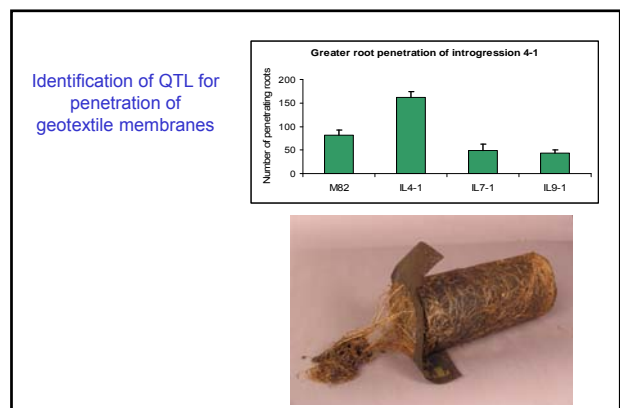 Identification of QTL for
penetration of
geotextile membranes
Greater root penetration of introgression 4-1
Number of penetrating roots
200
150
100
50
0
M82
IL4-1
IL7-1
IL9-1